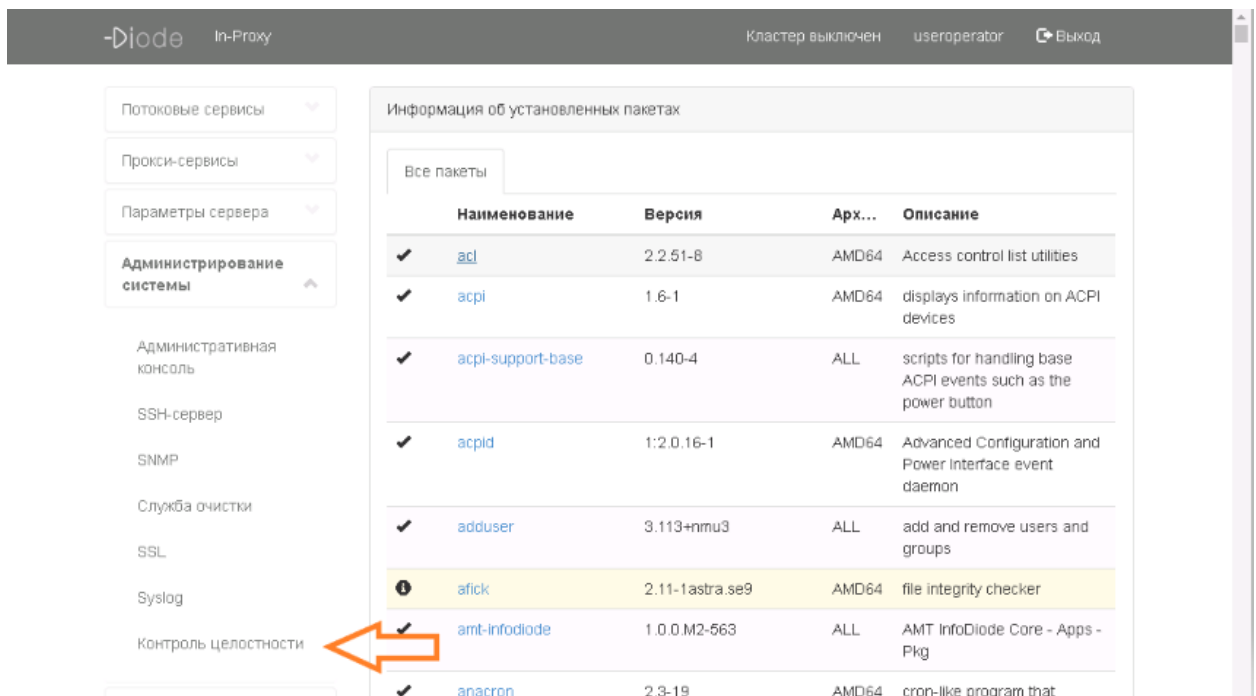 -Diode In-Proxy Кластер выключен useroperator Выход
Потоковые сервисы
Прокси-сервисы
Параметры сервера
Администрирование
системы
Административная
консоль
SSH-сервер
SNMP
Служба очистки
SSL
Syslog
Контроль целостности
Информация об установленных пакетах
Все пакеты
Наименование Версия Арх... Описание
acl 2.2.51-8 AMD64 Access control list utilities
acpi 1.6-1 AMD64 displays information on ACPI
devices
acpi-support-base 0.140-4 ALL scripts for handling base
ACPI events such as the
power button
acpid 1:2.0.16-1 AMD64 Advanced Configuration and
Power Interface event
daemon
adduser 3.113+nmu3 ALL add and remove users and
groups
afick 2.11-1astra.se9 AMD64 file integrity checker
amt-infodiode 1.0.0.M2-563 ALL AMT InfoDiode Core - Apps -
Pkg
anacron 2.3-19 AMD64 cron-like program that